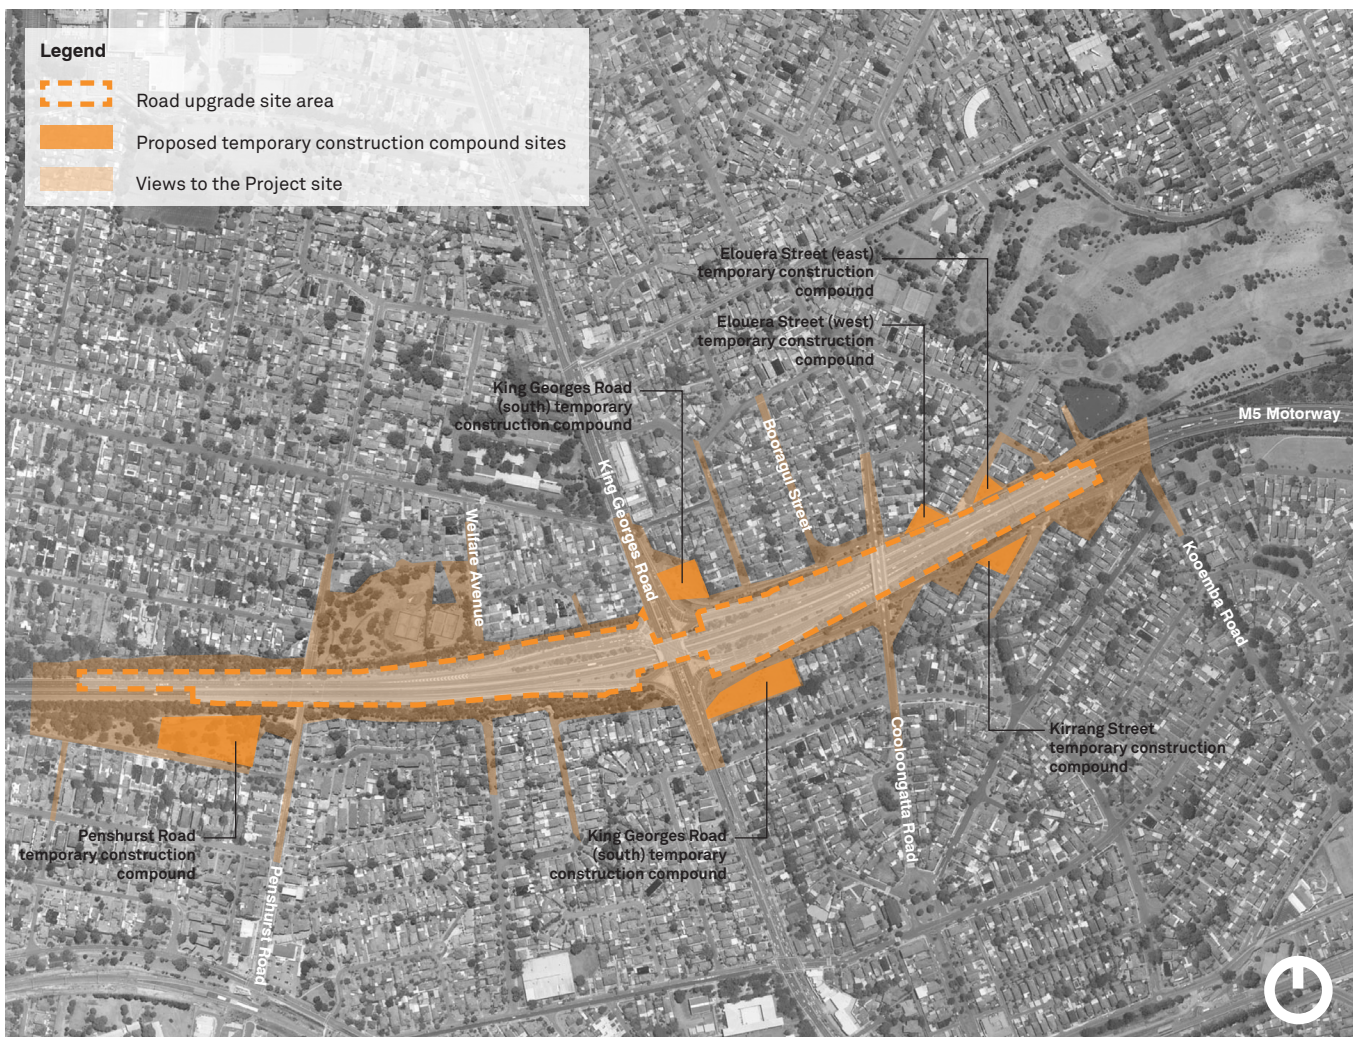 Legend
Road upgrade site area
Proposed temporary construction compound sites
Views to the Project site
Elouera Street (east)
temporary construction
compound
Elouera Street (west)
temporary construction
compound
King Georges Road
(south) temporary
construction compound
M5 Motorway
Booragul Street
King Georges Road
Welfare Avenue
Kooemba Road
Cooloongatta Road
Kirrang Street
temporary construction
compound
Penshurst Road
temporary construction
compound
King Georges Road
(south) temporary
construction compound
Penshurst Road